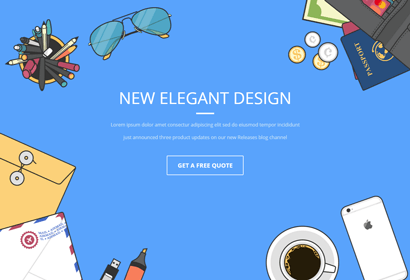 NEW ELEGANT DESIGN
Lorem ipsum dolor amet consectetur adipiscing elit sed do eiusmod tempor incididunt
just announced three product updates on our new Releases blog channel
GET A FREE QUOTE
PASSPORT